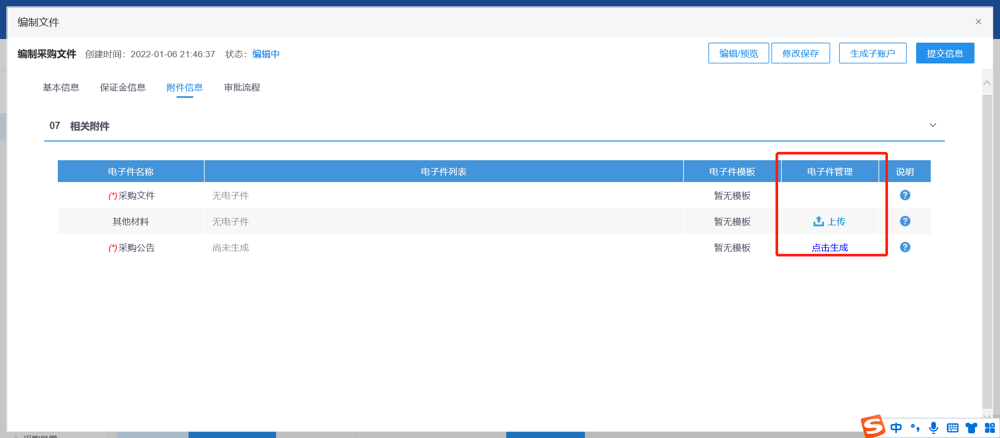 编制文件
×
编制采购文件 创建时间：2022-01-06 21:46:37 状态：编辑中 编辑/预览 修改保存 生成子账户 提交信息
基本信息 保证金信息 附件信息 审批流程
07 相关附件
电子件名称 电子件列表 电子件模板 电子件管理 说明
(*)采购文件 无电子件 暂无模板 ?
其他材料 无电子件 暂无模板 上传 ?
(*)采购公告 尚未生成 暂无模板 点击生成 ?
S 中 °,